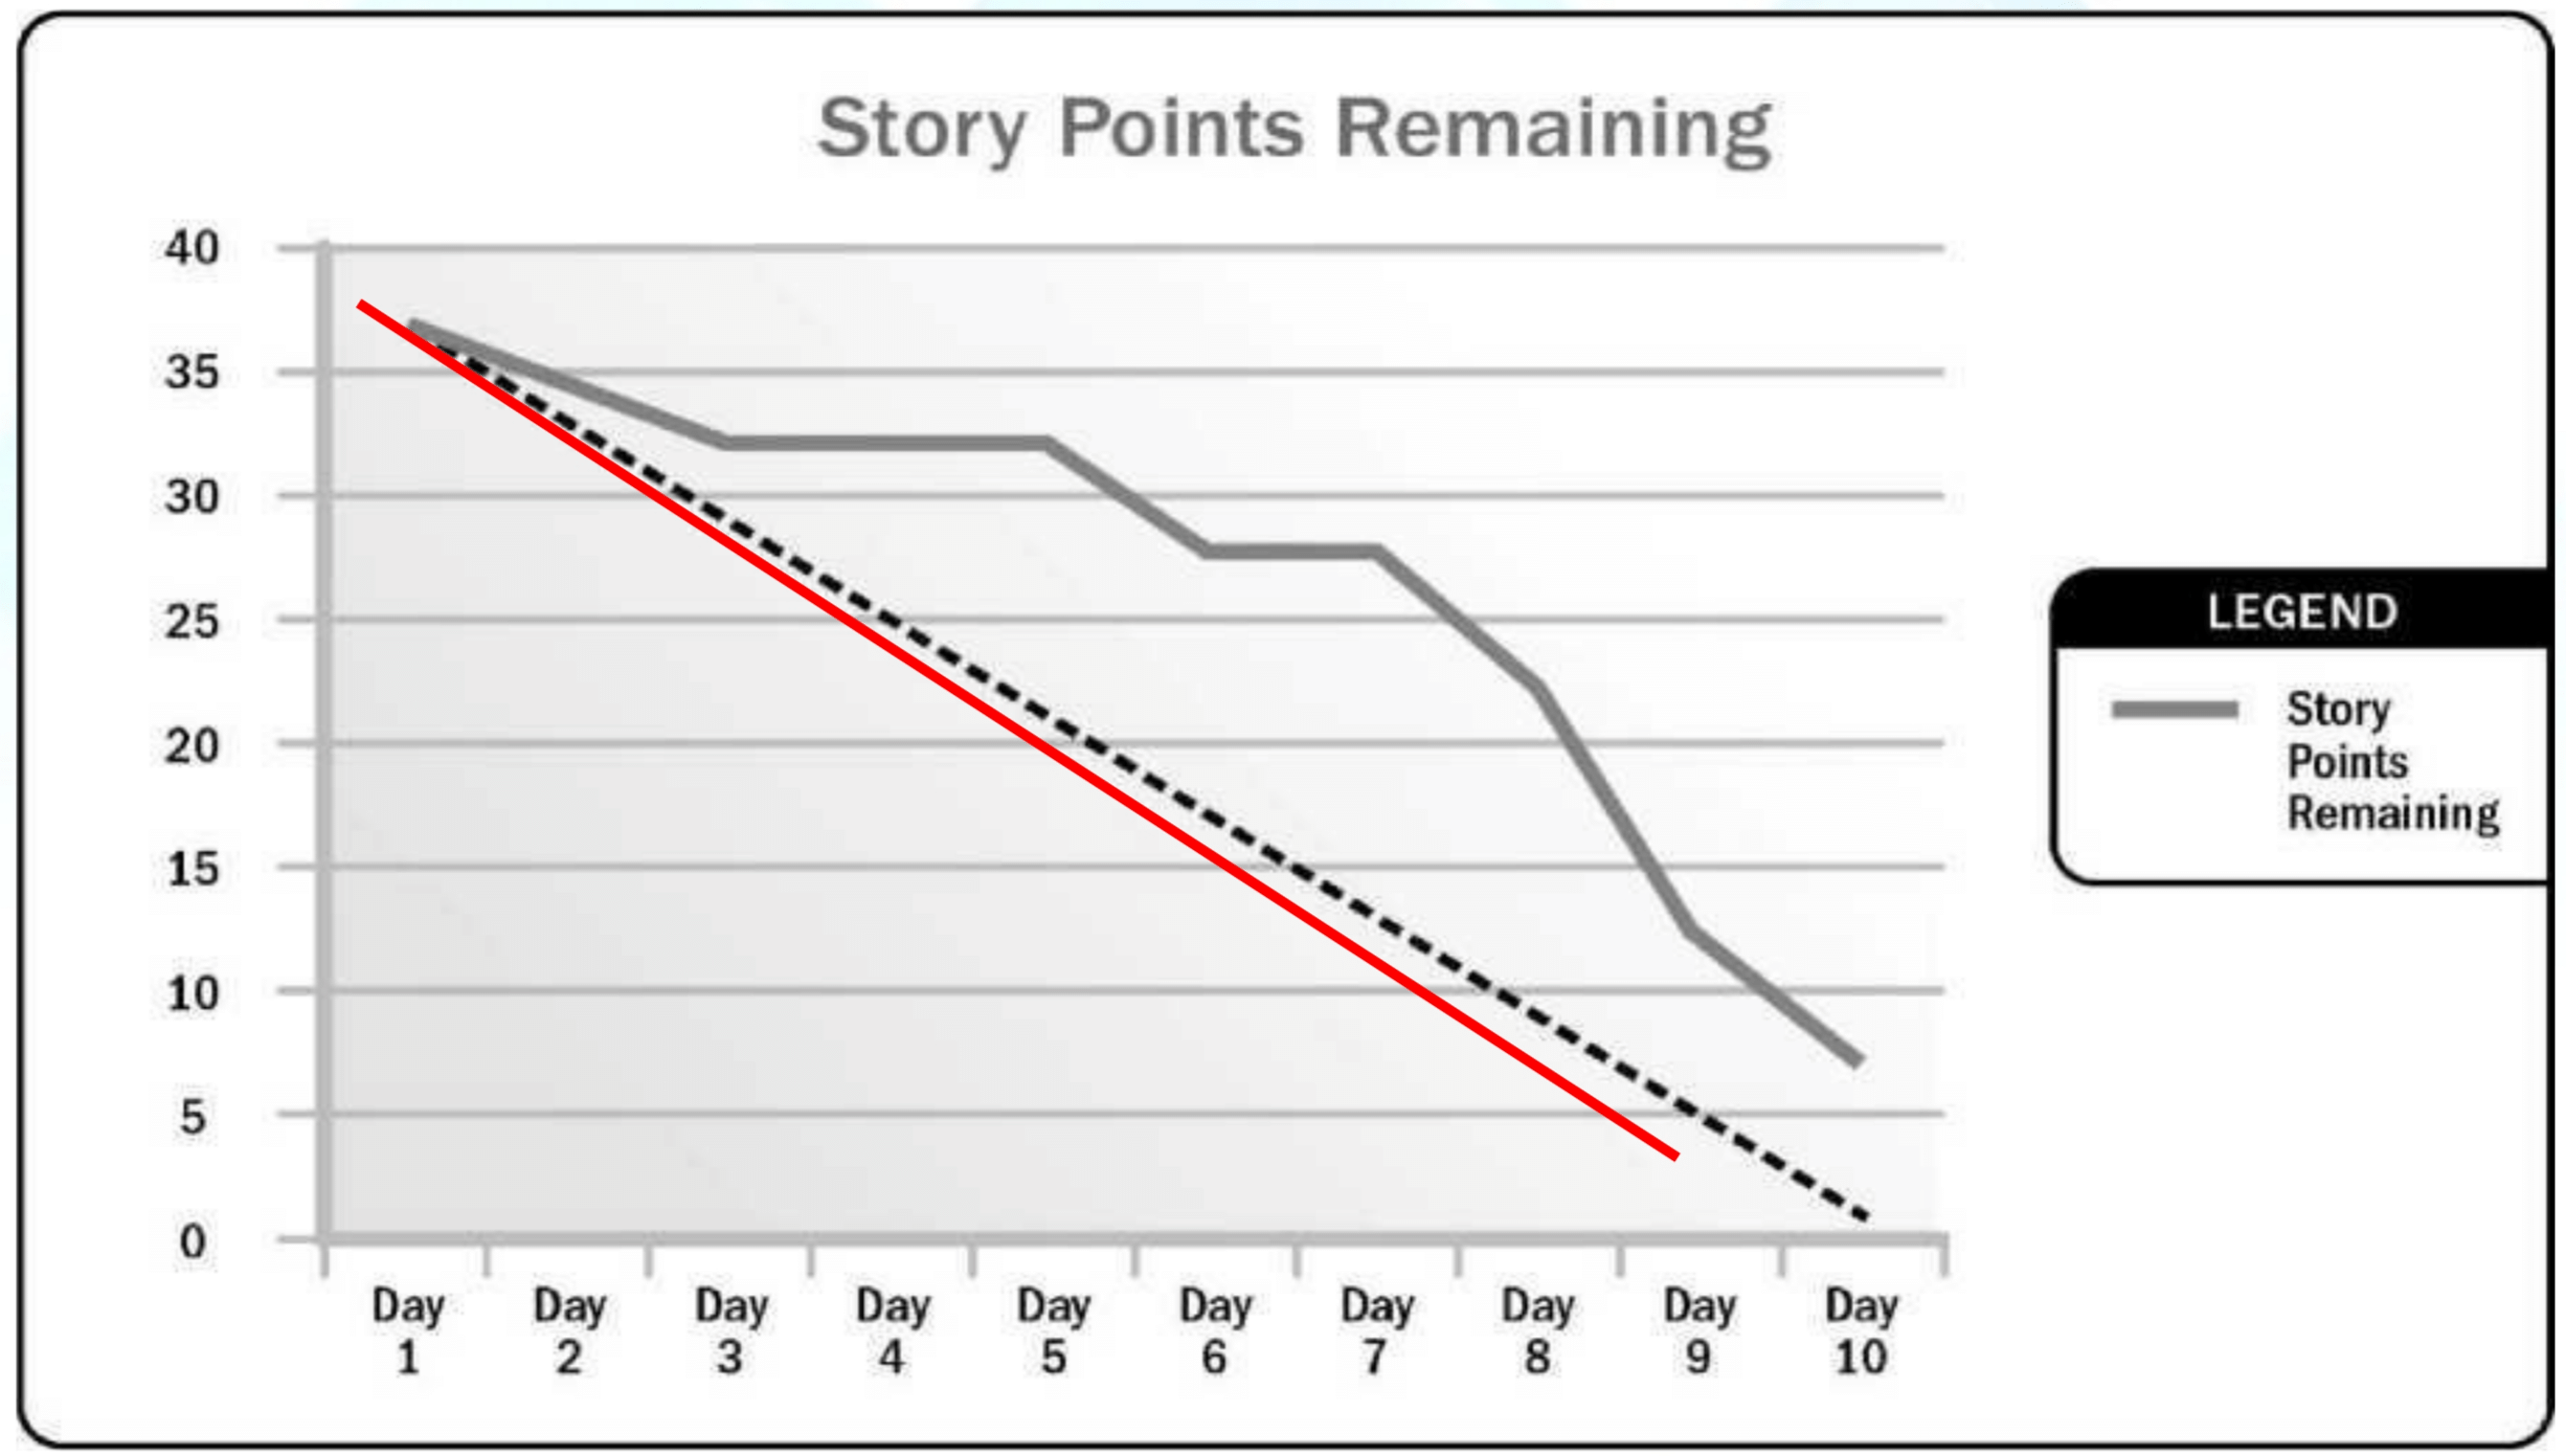 Story Points Remaining
40
35
30
25
20
15
10
5
0
LEGEND
Story
Points
Remaining
Day Day Day Day Day Day Day Day Day Day
1 2 3 4 5 6 7 8 9 10